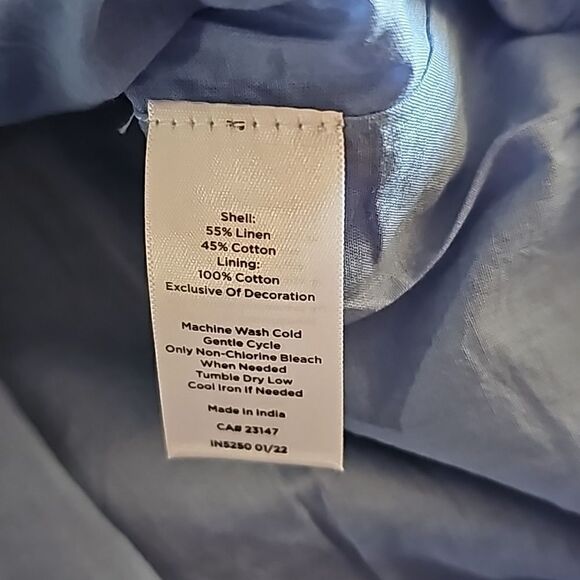 Shell:
55% Linen
45% Cotton
Lining:
100% Cotton
Exclusive Of Decoration
Machine Wash Cold
Gentle Cycle
Only Non-Chlorine Bleach
When Needed
Tumble Dry Low
Cool Iron If Needed
Made In India
CA# 23147
IN5250 01/22